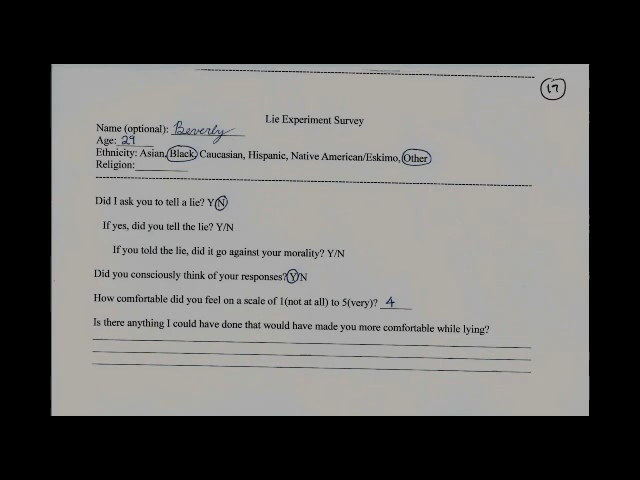 17
Lie Experiment Survey
Name (optional): Beverly
Age: 29
Ethnicity: Asian, Black, Caucasian, Hispanic, Native American/Eskimo, Other
Religion:
Did I ask you to tell a lie? Y/N
If yes, did you tell the lie? Y/N
If you told the lie, did it go against your morality? Y/N
Did you consciously think of your responses? Y/N
How comfortable did you feel on a scale of 1(not at all) to 5(very)? 4
Is there anything I could have done that would have made you more comfortable while lying?